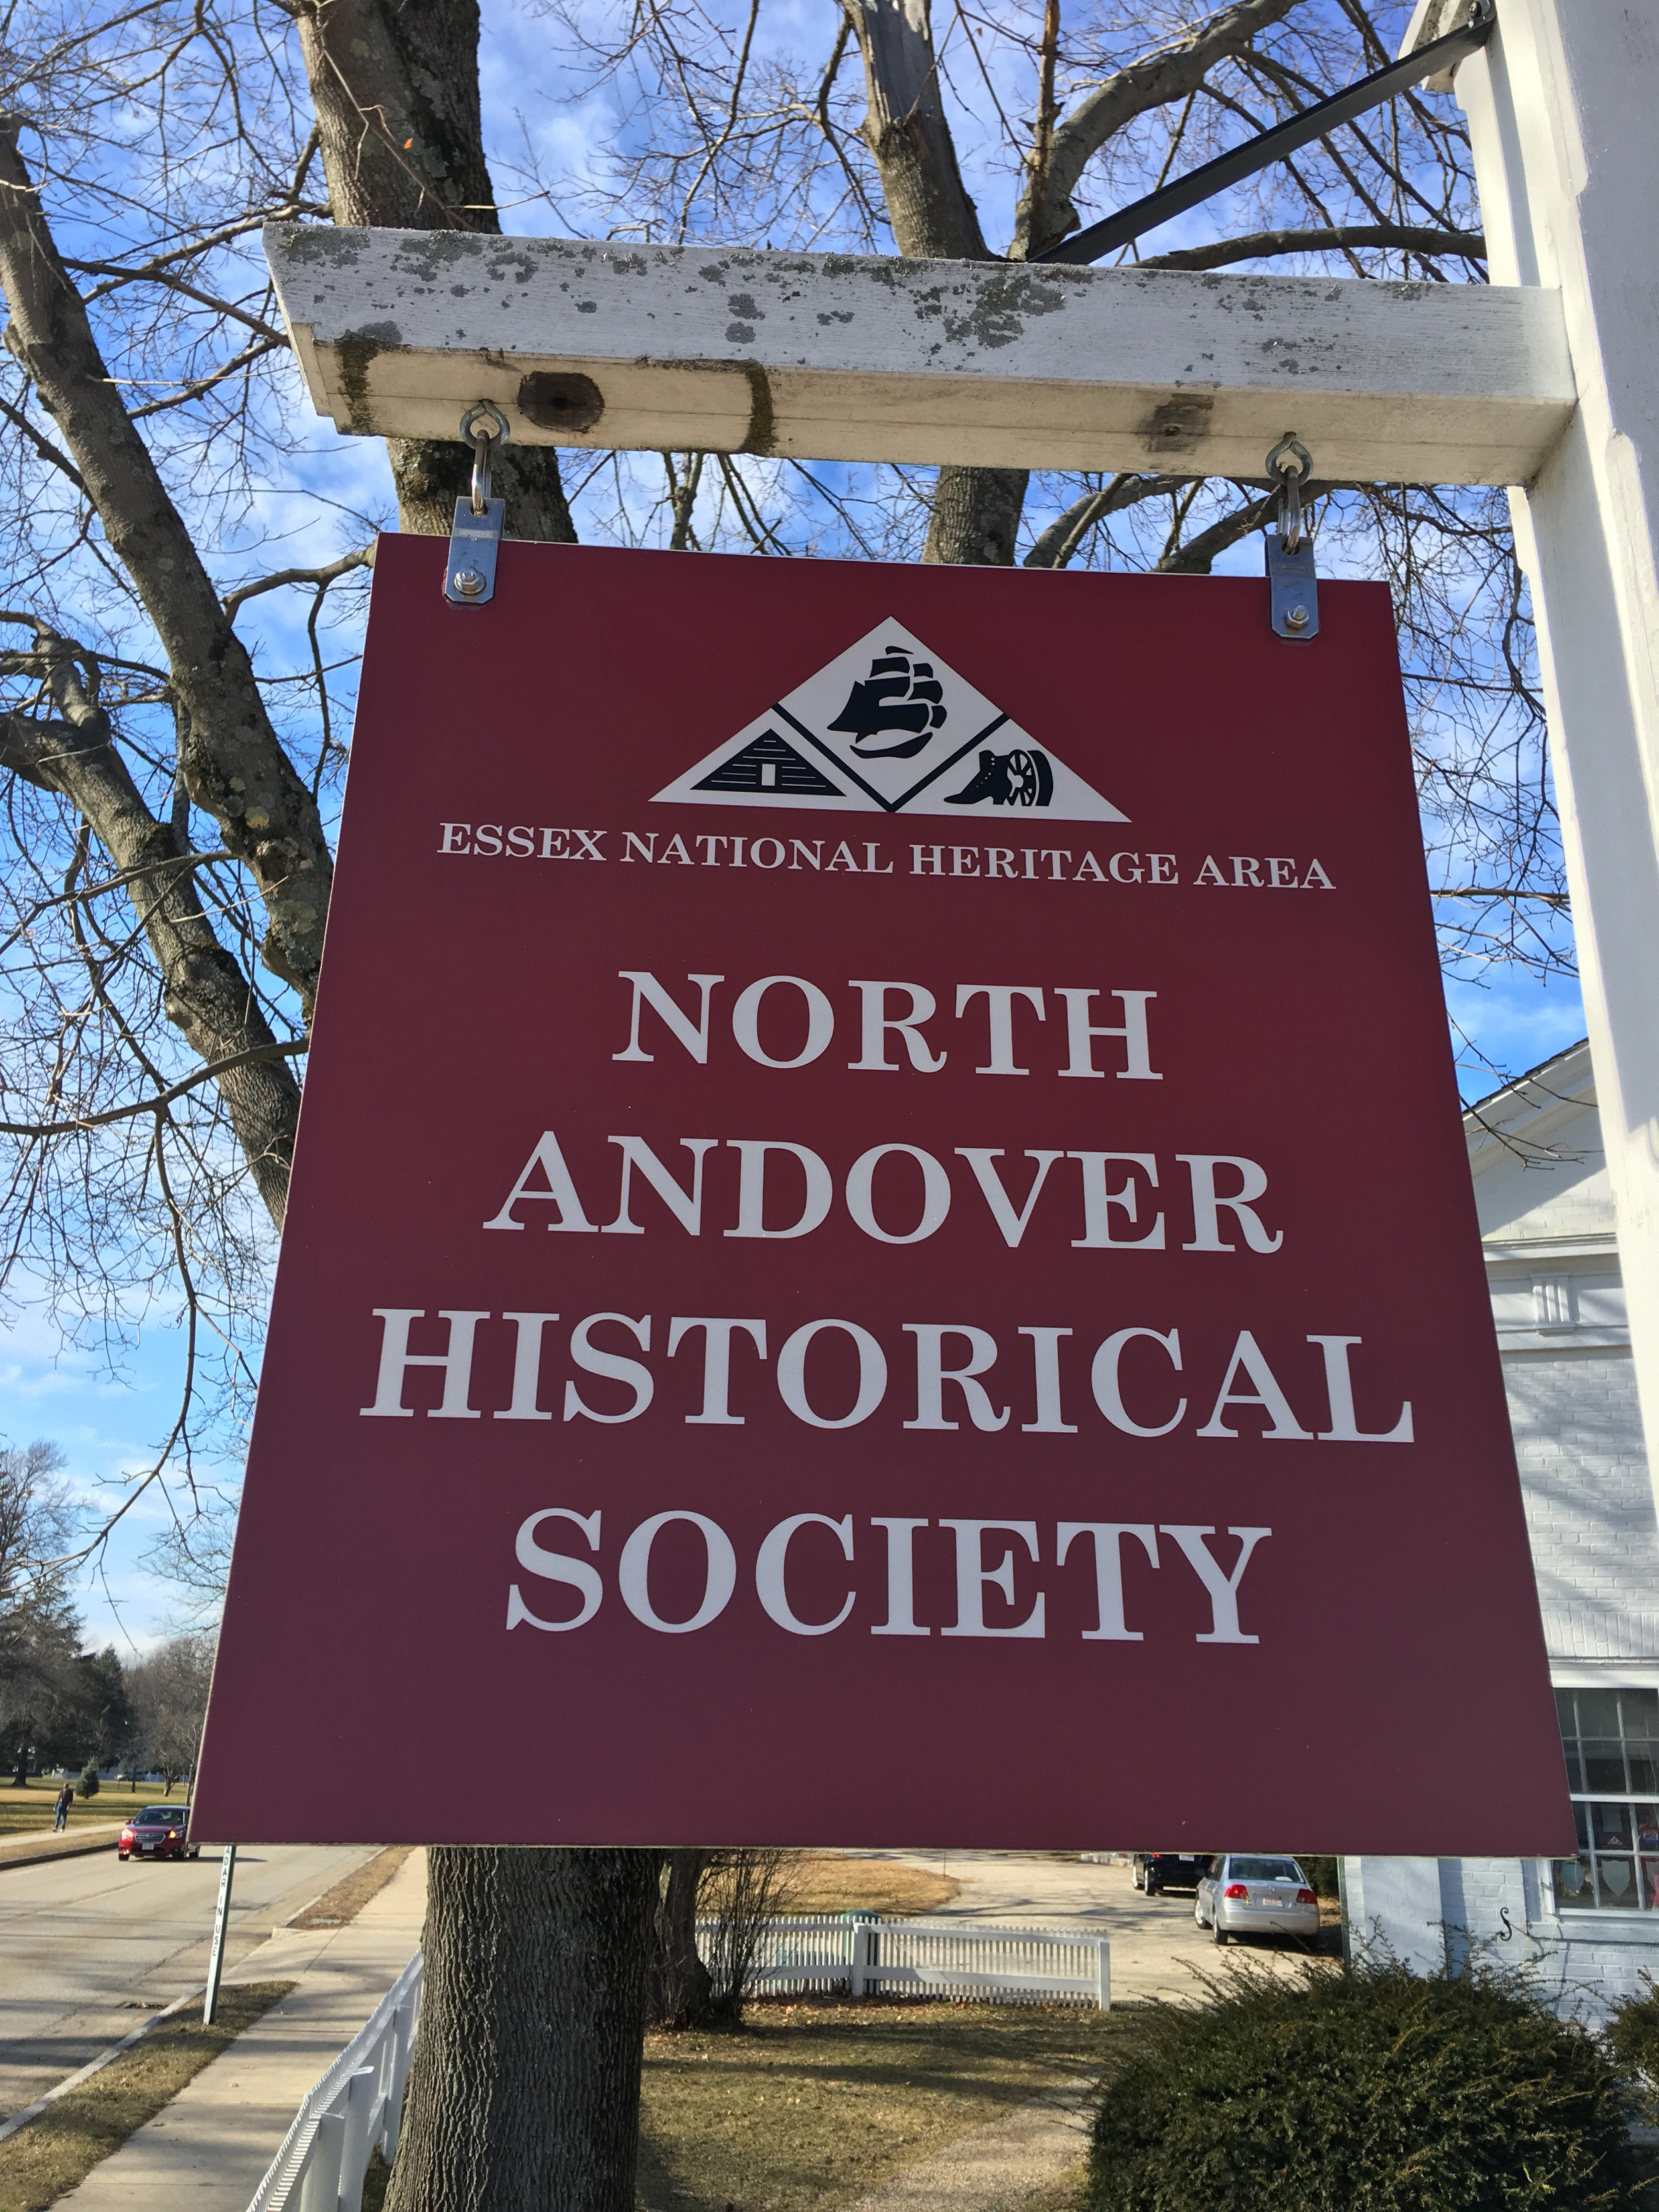 ESSEX NATIONAL HERITAGE AREA
NORTH
ANDOVER
HISTORICAL
SOCIETY